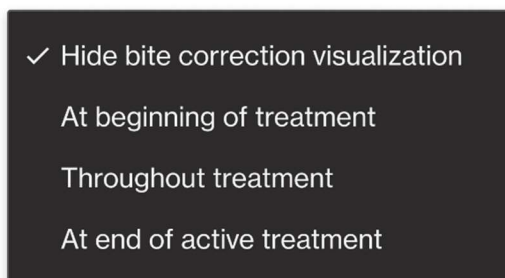 Hide bite correction visualization
At beginning of treatment
Throughout treatment
At end of active treatment